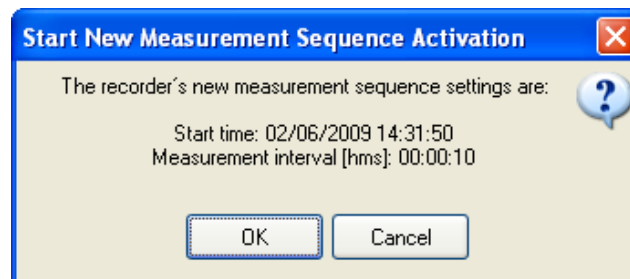 Start New Measurement Sequence Activation
The recorder´s new measurement sequence settings are:
Start time: 02/06/2009 14:31:50
Measurement interval [hms]: 00:00:10
OK
Cancel